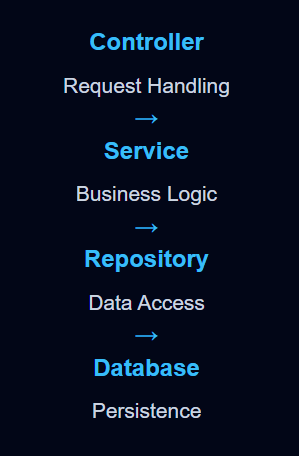 Controller
Request Handling
→
Service
Business Logic
→
Repository
Data Access
→
Database
Persistence